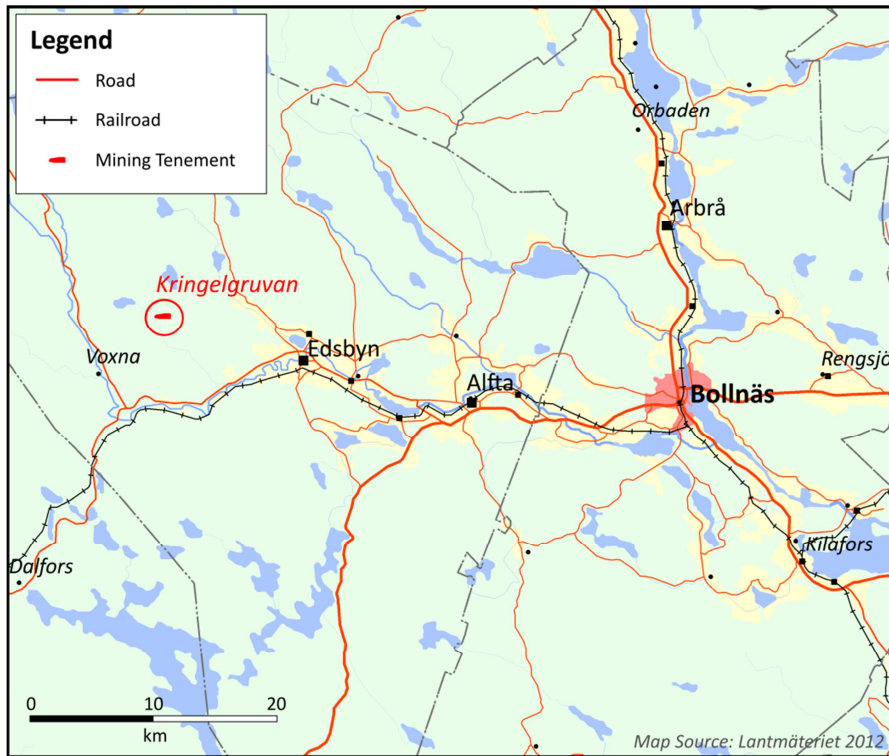 Legend
Road
Railroad
Mining Tenement
Orbaden
Arbrå
Kringelgruvan
Voxna
Edsbyn
Rengsjö
Alfta
Bollnäs
Kilafors
Dalfors
0 10 20
km
Map Source: Lantmäteriet 2012